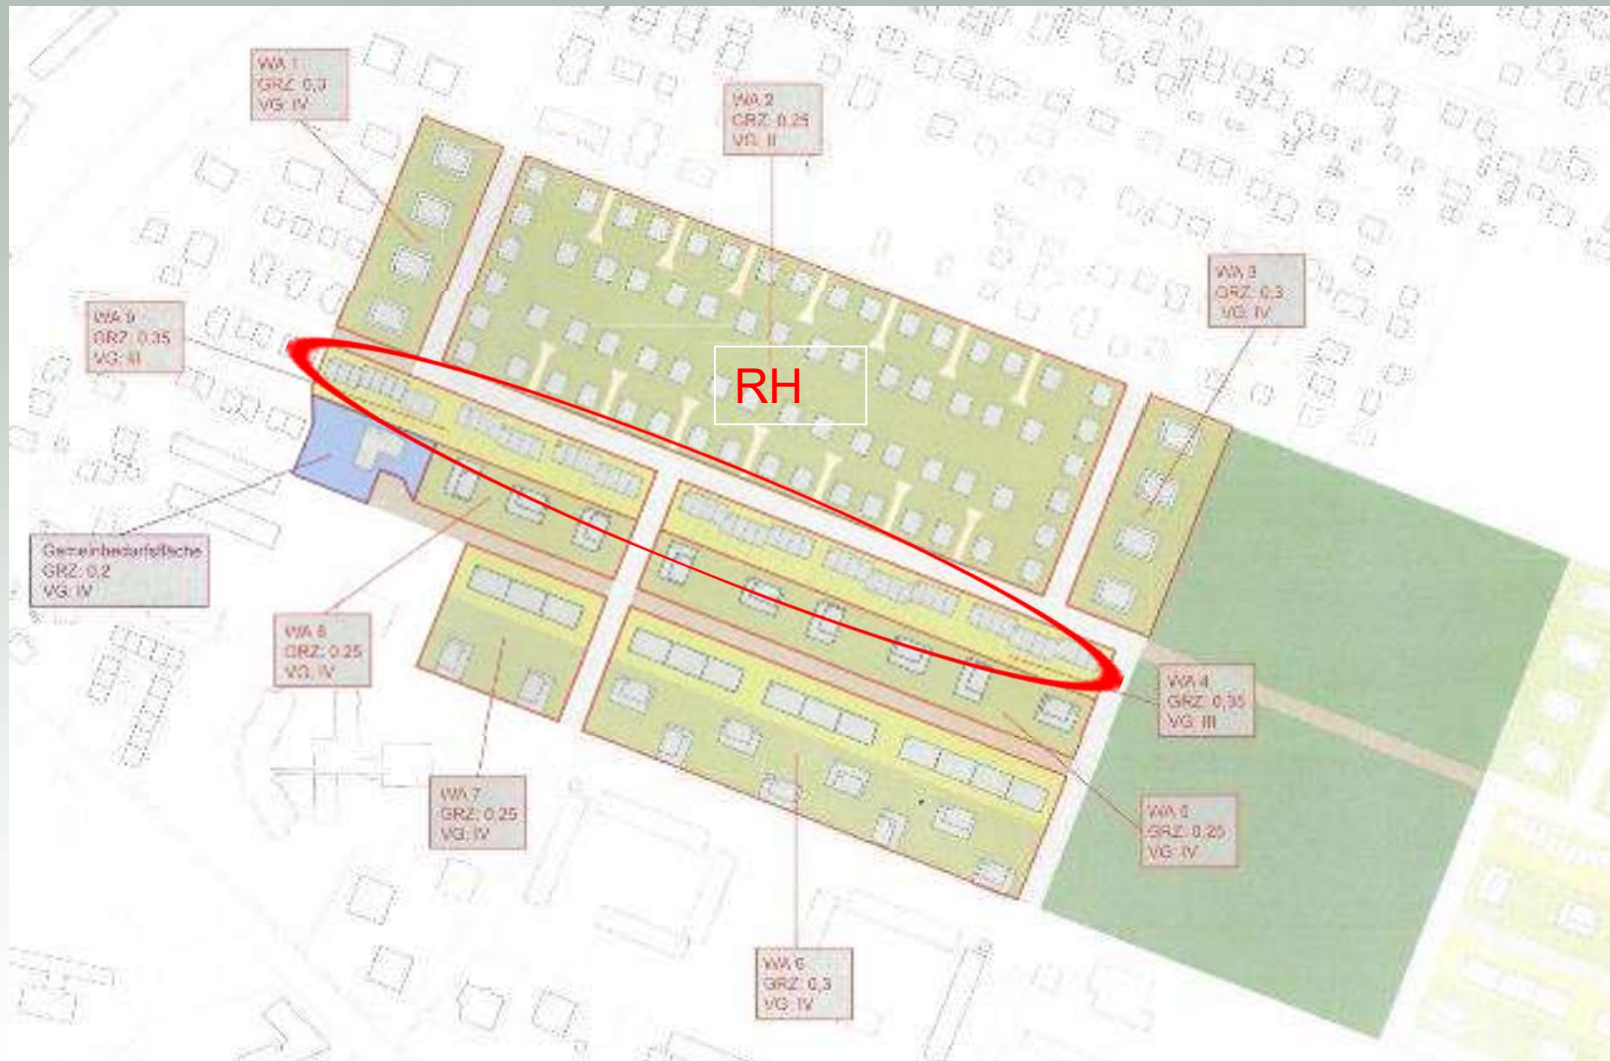 WA 1
GRZ: 0,3
VG: IV
WA 2
GRZ: 0,25
VG: II
WA 3
GRZ: 0,3
VG: IV
WA 9
GRZ: 0,35
VG: III
RH
Gemeinbedarfsfläche
GRZ: 0,2
VG: IV
WA 8
GRZ: 0,25
VG: IV
WA 4
GRZ: 0,35
VG: III
WA 7
GRZ: 0,25
VG: IV
WA 5
GRZ: 0,25
VG: IV
WA 6
GRZ: 0,3
VG: IV